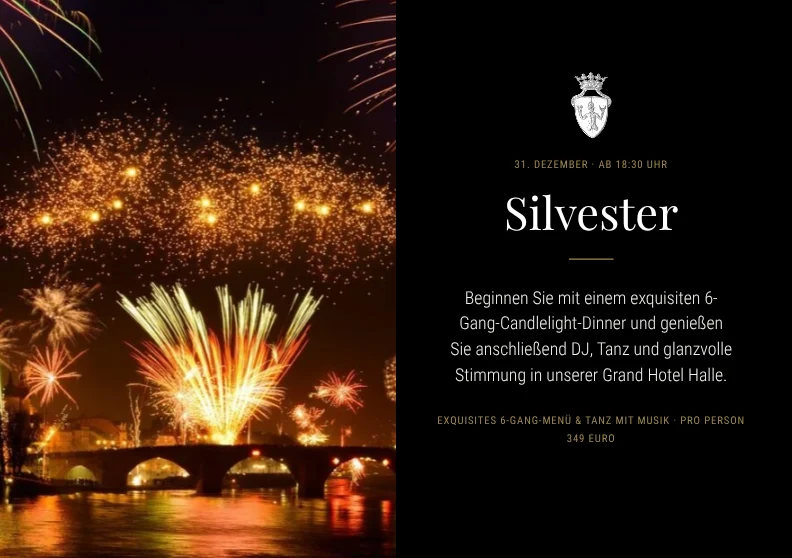 31. DEZEMBER · AB 18:30 UHR
Silvester
Beginnen Sie mit einem exquisiten 6-
Gang-Candlelight-Dinner und genießen
Sie anschließend DJ, Tanz und glanzvolle
Stimmung in unserer Grand Hotel Halle.
EXQUISITES 6-GANG-MENÜ & TANZ MIT MUSIK · PRO PERSON
349 EURO